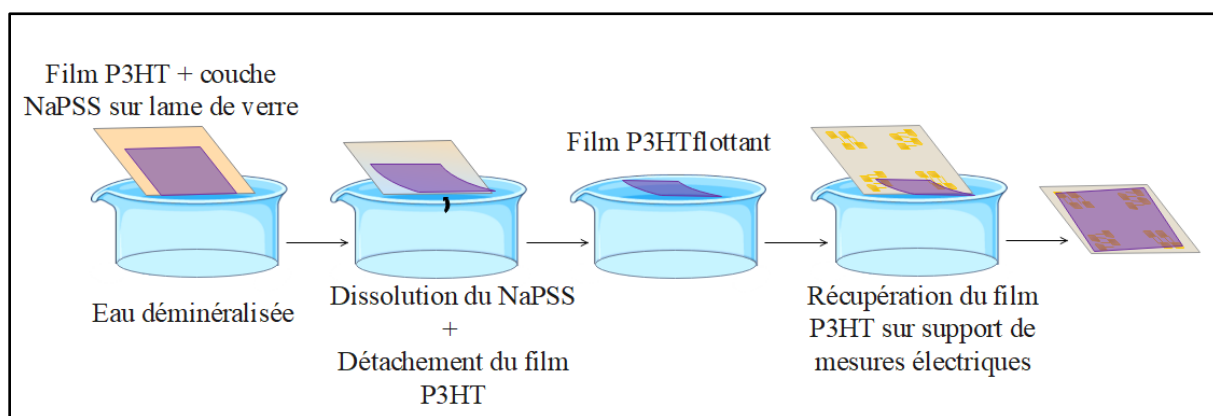 Film P3HT + couche
NaPSS sur lame de verre
Film P3HTflottant
Eau déminéralisée
Dissolution du NaPSS
+
Détachement du film
P3HT
Récupération du film
P3HT sur support de
mesures électriques